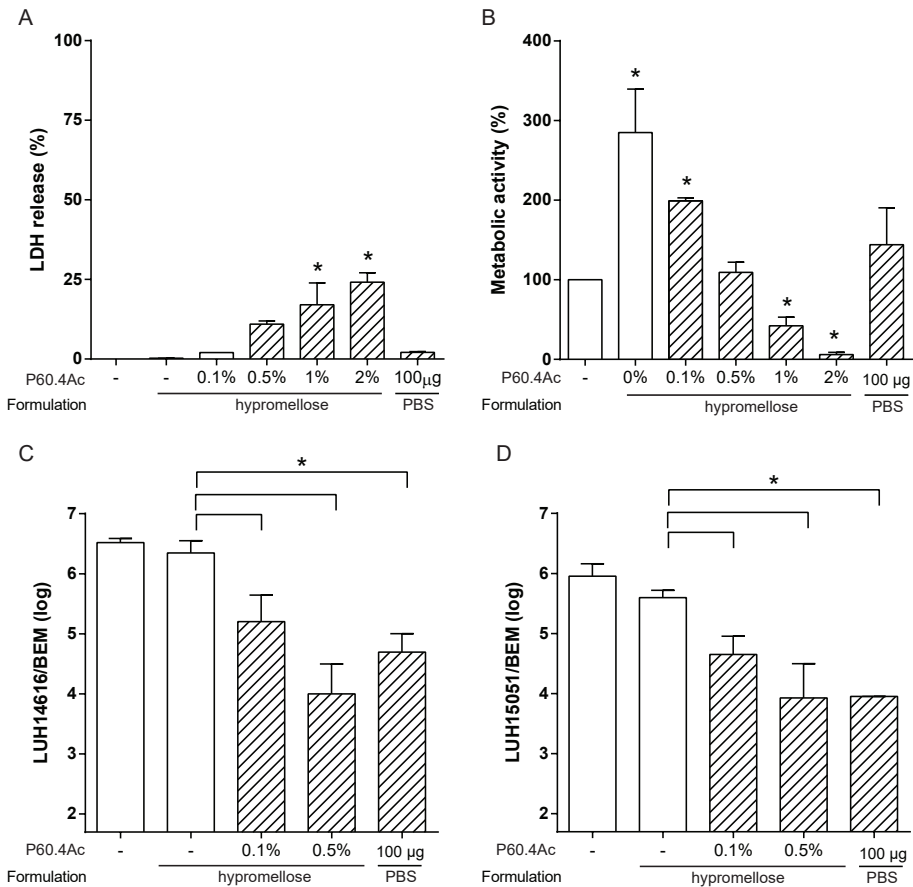 A
100
75
50
25
0
LDH release (%)
* *
P60.4Ac - - 0.1% 0.5% 1% 2% 100µg
Formulation hypromellose PBS
B
400
300
200
100
0
Metabolic activity (%)
* * * *
P60.4Ac - 0% 0.1% 0.5% 1% 2% 100 µg
Formulation hypromellose PBS
C
*
7
6
5
4
3
2
LUH14616/BEM (log)
P60.4Ac - - 0.1% 0.5% 100 µg
Formulation hypromellose PBS
D
*
7
6
5
4
3
2
LUH15051/BEM (log)
P60.4Ac - - 0.1% 0.5% 100 µg
Formulation hypromellose PBS